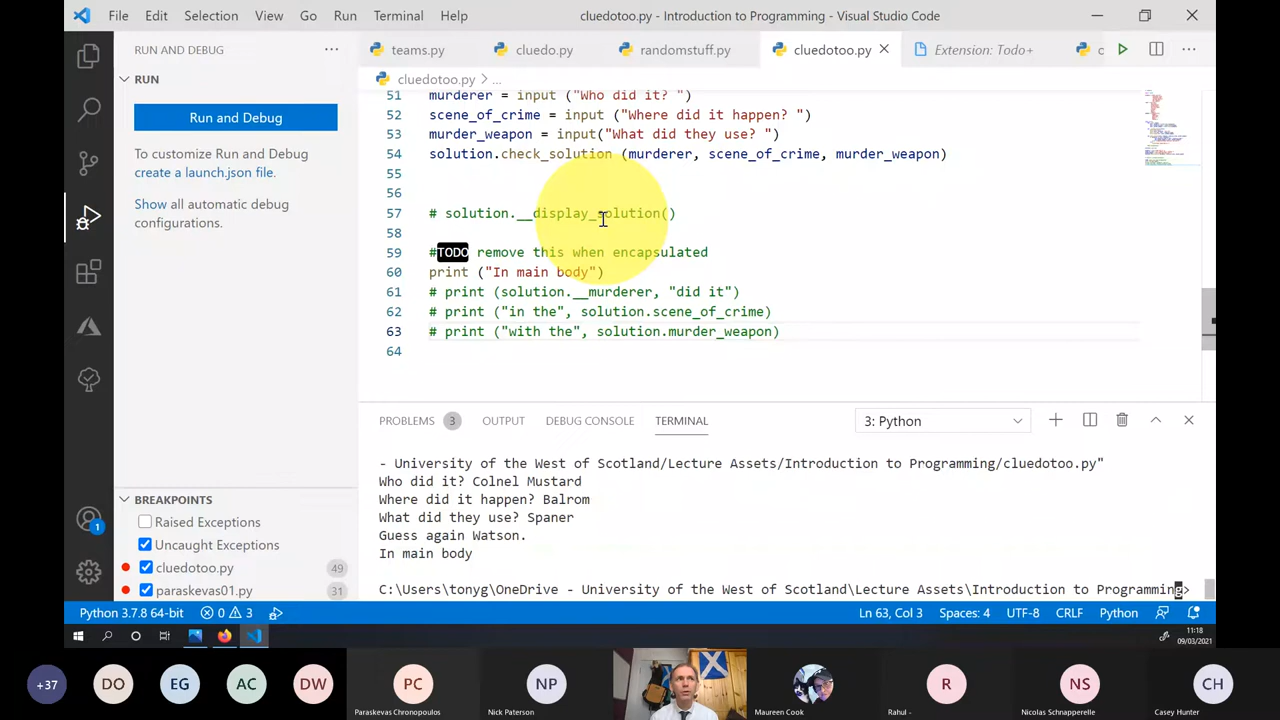 File Edit Selection View Go Run Terminal Help
cluedotoo.py - Introduction to Programming - Visual Studio Code
RUN AND DEBUG
teams.py cluedo.py randomstuff.py cluedotoo.py Extension: Todo+
RUN
cluedotoo.py > ...
Run and Debug
To customize Run and Debug
create a launch.json file.
Show all automatic debug
configurations.
51 murderer = input ("Who did it? ")
52 scene_of_crime = input ("Where did it happen? ")
53 murder_weapon = input("What did they use? ")
54 solution.check_solution (murderer, scene_of_crime, murder_weapon)
55
56
57 # solution.__display_solution()
58
59 #TODO remove this when encapsulated
60 print ("In main body")
61 # print (solution.__murderer, "did it")
62 # print ("in the", solution.scene_of_crime)
63 # print ("with the", solution.murder_weapon)
64
PROBLEMS 3 OUTPUT DEBUG CONSOLE TERMINAL 3: Python
- University of the West of Scotland/Lecture Assets/Introduction to Programming/cluedotoo.py"
Who did it? Colnel Mustard
Where did it happen? Balrom
What did they use? Spaner
Guess again Watson.
In main body
C:\Users\tonyg\OneDrive - University of the West of Scotland\Lecture Assets\Introduction to Programming>
BREAKPOINTS
Raised Exceptions
Uncaught Exceptions
cluedotoo.py 49
paraskevas01.py 31
1
Python 3.7.8 64-bit 0 3 Ln 63, Col 3 Spaces: 4 UTF-8 CRLF Python
11:18
09/03/2021
+37 DO EG AC DW PC NP R NS CH
Paraskevas Chronopoulos Nick Paterson Maureen Cook Rahul - Nicolas Schnapperelle Casey Hunter